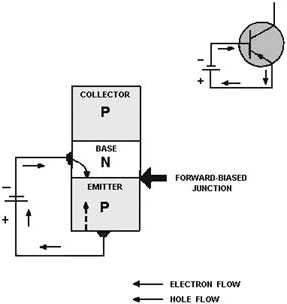 −
+
COLLECTOR
P
BASE
N
EMITTER
P
FORWARD-BIASED
JUNCTION
−
+
ELECTRON FLOW
HOLE FLOW